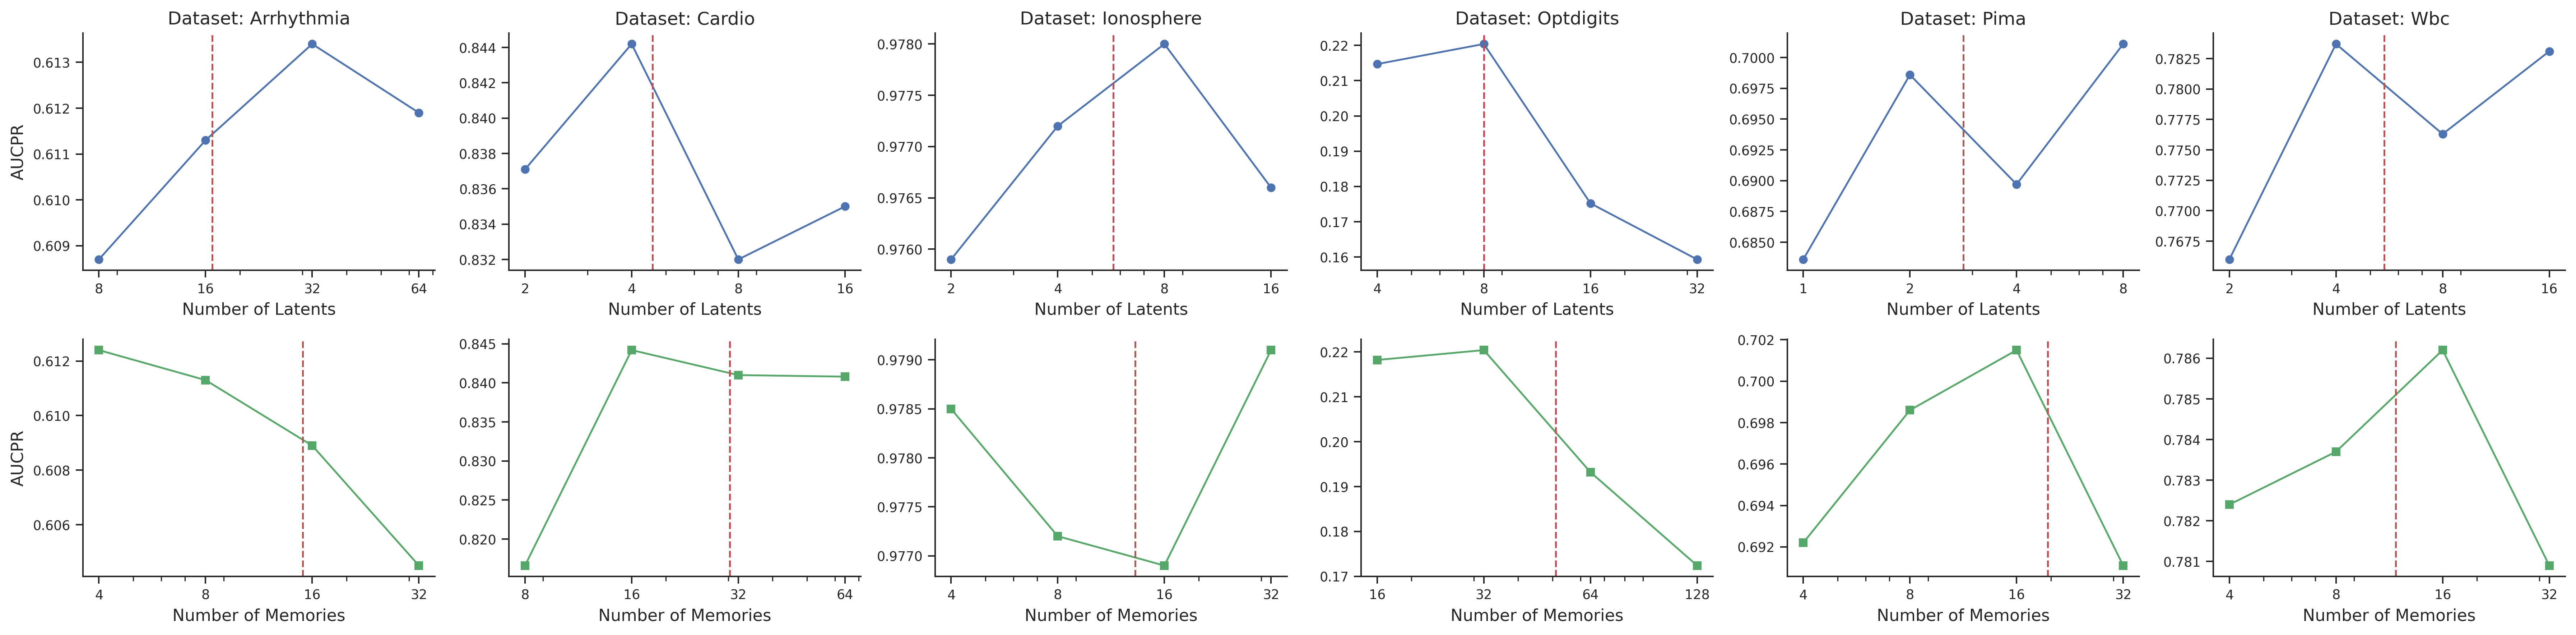 Dataset: Arrhythmia
0.613
0.612
0.611
0.610
0.609
AUCPR
8 16 32 64
Number of Latents
Dataset: Cardio
0.844
0.842
0.840
0.838
0.836
0.834
0.832
2 4 8 16
Number of Latents
Dataset: Ionosphere
0.9780
0.9775
0.9770
0.9765
0.9760
2 4 8 16
Number of Latents
Dataset: Optdigits
0.22
0.21
0.20
0.19
0.18
0.17
0.16
4 8 16 32
Number of Latents
Dataset: Pima
0.7000
0.6975
0.6950
0.6925
0.6900
0.6875
0.6850
1 2 4 8
Number of Latents
Dataset: Wbc
0.7825
0.7800
0.7775
0.7750
0.7725
0.7700
0.7675
2 4 8 16
Number of Latents
0.612
0.610
0.608
0.606
AUCPR
4 8 16 32
Number of Memories
0.845
0.840
0.835
0.830
0.825
0.820
8 16 32 64
Number of Memories
0.9790
0.9785
0.9780
0.9775
0.9770
4 8 16 32
Number of Memories
0.22
0.21
0.20
0.19
0.18
0.17
16 32 64 128
Number of Memories
0.702
0.700
0.698
0.696
0.694
0.692
4 8 16 32
Number of Memories
0.786
0.785
0.784
0.783
0.782
0.781
4 8 16 32
Number of Memories